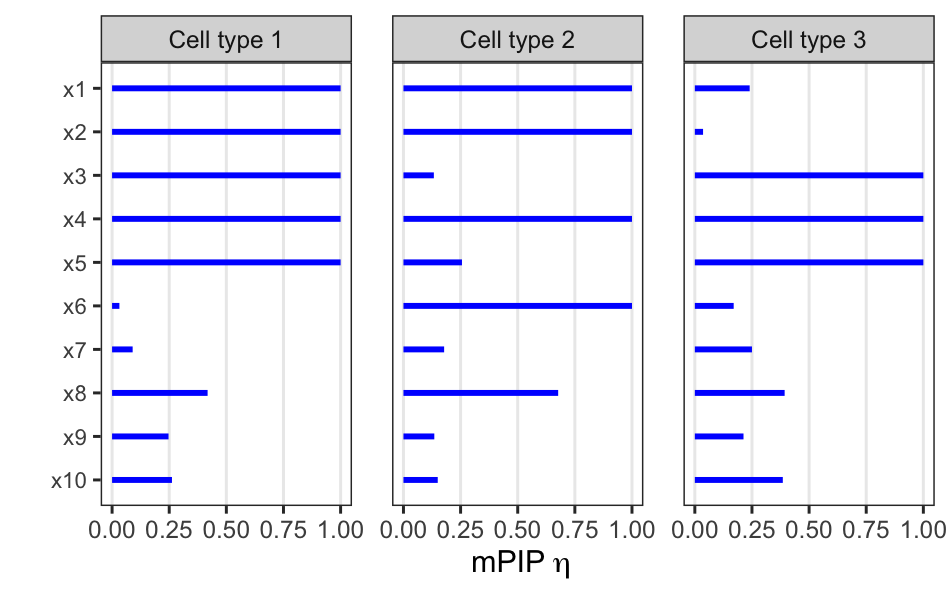 Cell type 1 Cell type 2 Cell type 3
x1
x2
x3
x4
x5
x6
x7
x8
x9
x10
0.00 0.25 0.50 0.75 1.00 0.00 0.25 0.50 0.75 1.00 0.00 0.25 0.50 0.75 1.00
mPIP η